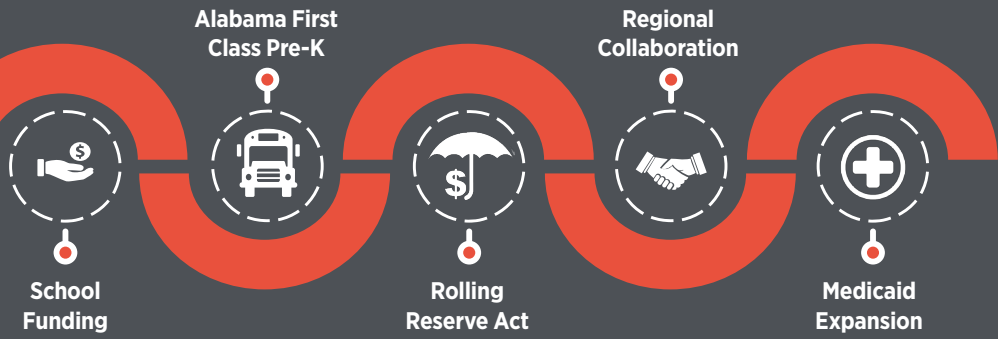 Alabama First
Class Pre-K
Regional
Collaboration
$
$
School
Funding
Rolling
Reserve Act
Medicaid
Expansion